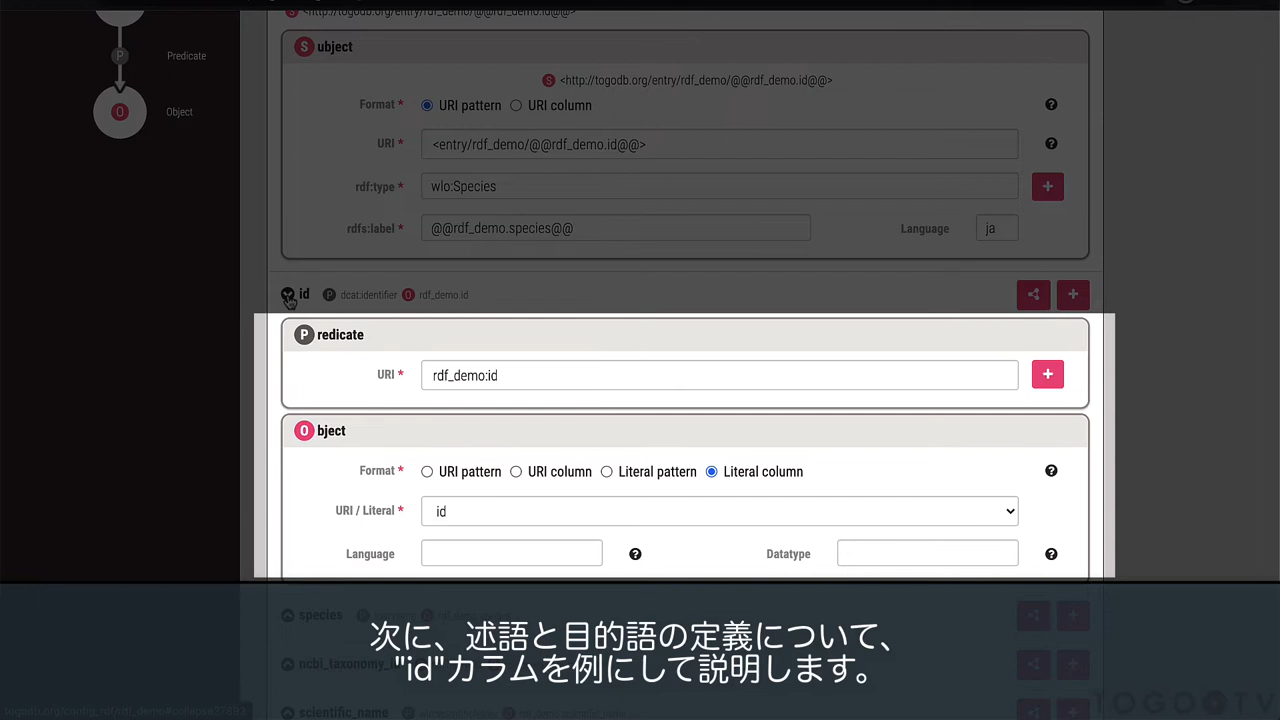 <http://togodb.org/entry/rdf_demo/@@rdf_demo.id@@>
P Predicate
O Object
S ubject
S <http://togodb.org/entry/rdf_demo/@@rdf_demo.id@@>
Format * URI pattern URI column ?
URI * <entry/rdf_demo/@@rdf_demo.id@@> ?
rdf:type * wlo:Species +
rdfs:label * @@rdf_demo.species@@ Language ja
id P dcat:identifier O rdf_demo.id +
P redicate
URI * rdf_demo:id +
O bject
Format * URI pattern URI column Literal pattern Literal column ?
URI / Literal * id
Language ? Datatype ?
species
次に、述語と目的語の定義について、
"id"カラムを例にして説明します。
ncbi_taxonomy_id
scientific_name
TOGO TV